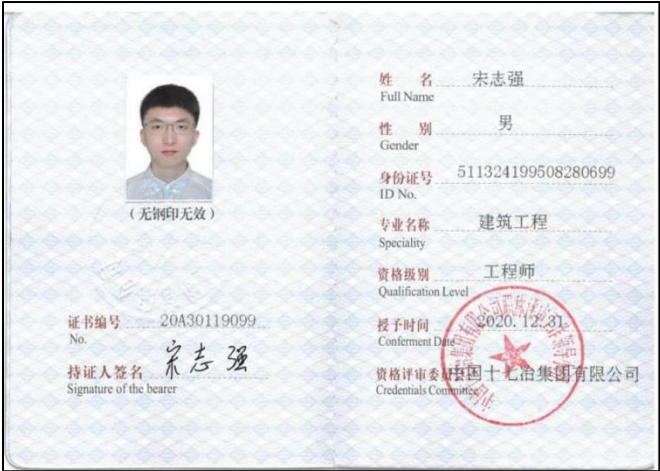 (无钢印无效)
证书编号 20A30119099
No.
持证人签名 宋志强
Signature of the bearer
姓 名 宋志强
Full Name
性 别 男
Gender
身份证号 511324199508280699
ID No.
专业名称 建筑工程
Speciality
资格级别 工程师
Qualification Level
授予时间 2020.12.31
Conferment Date
资格评审委 中国十七冶集团有限公司
Credentials Committee